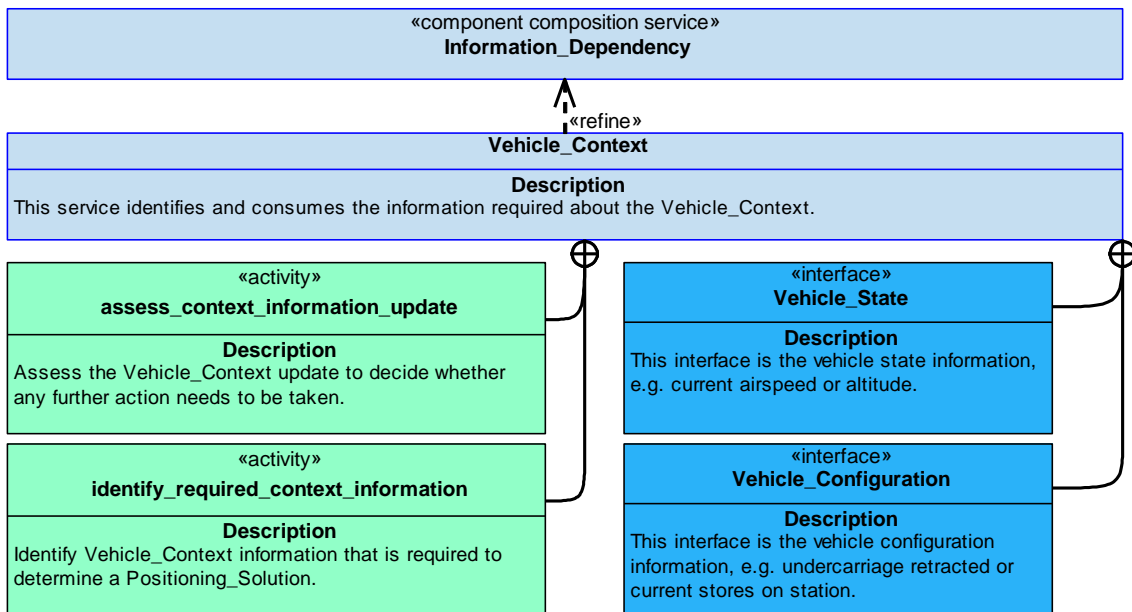 «component composition service»
Information_Dependency
«refine»
Vehicle_Context
Description
This service identifies and consumes the information required about the Vehicle_Context.
«activity»
assess_context_information_update
Description
Assess the Vehicle_Context update to decide whether
any further action needs to be taken.
«interface»
Vehicle_State
Description
This interface is the vehicle state information,
e.g. current airspeed or altitude.
«activity»
identify_required_context_information
Description
Identify Vehicle_Context information that is required to
determine a Positioning_Solution.
«interface»
Vehicle_Configuration
Description
This interface is the vehicle configuration
information, e.g. undercarriage retracted or
current stores on station.